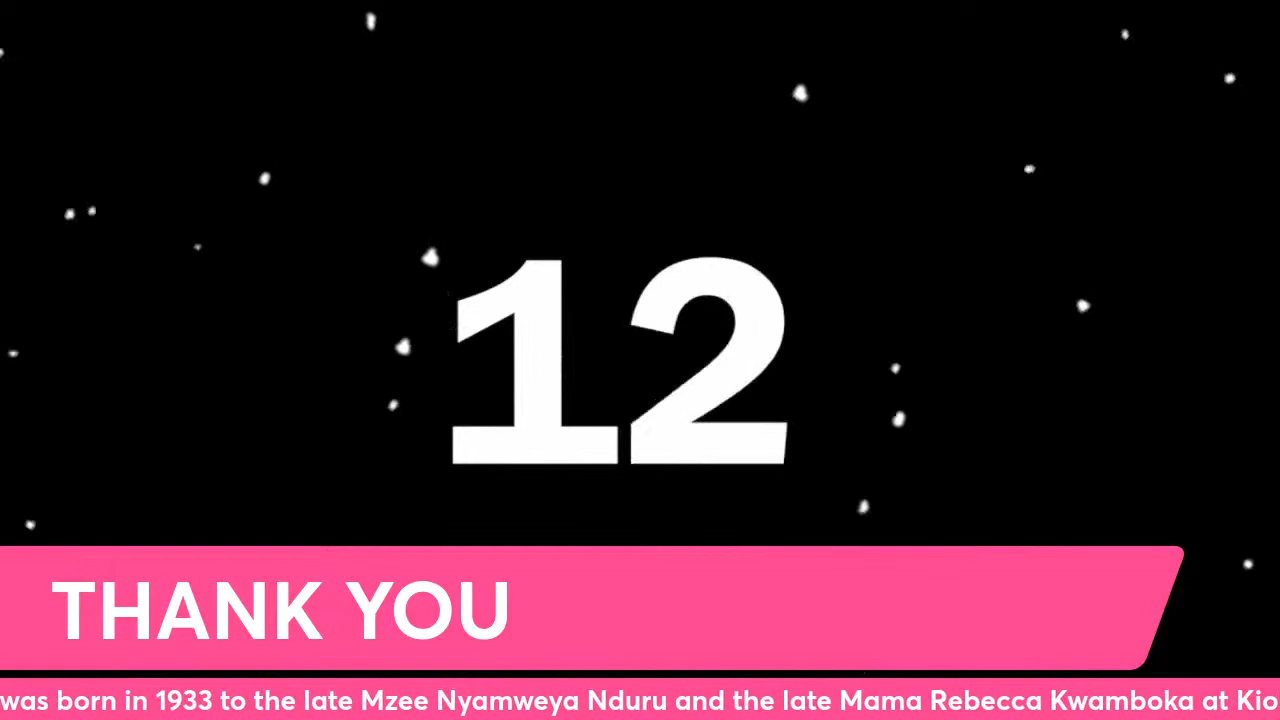 12
THANK YOU
was born in 1933 to the late Mzee Nyamweya Nduru and the late Mama Rebecca Kwamboka at